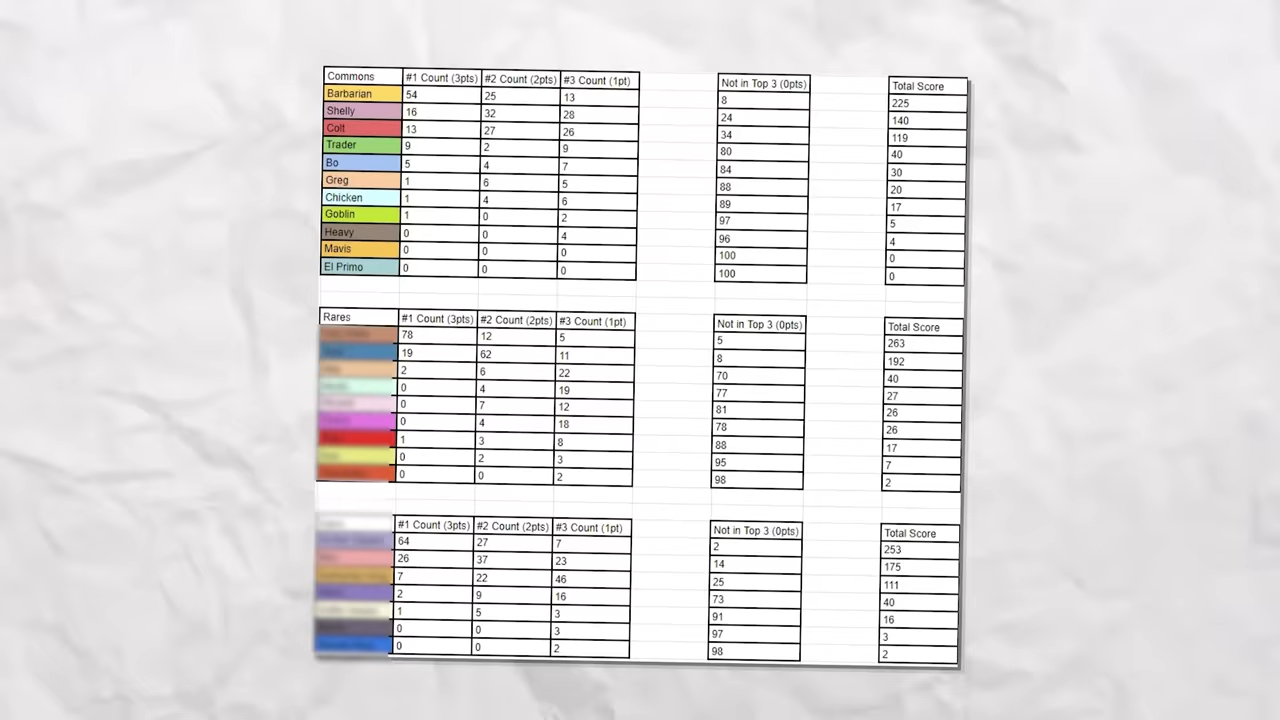 Commons #1 Count (3pts) #2 Count (2pts) #3 Count (1pt) Not in Top 3 (0pts) Total Score
Barbarian 54 25 13 8 225
Shelly 16 32 28 24 140
Colt 13 27 26 34 119
Trader 9 2 9 80 40
Bo 5 4 7 84 30
Greg 1 6 5 88 20
Chicken 1 4 6 89 17
Goblin 1 0 2 97 5
Heavy 0 0 4 96 4
Mavis 0 0 0 100 0
El Primo 0 0 0 100 0
Rares #1 Count (3pts) #2 Count (2pts) #3 Count (1pt) Not in Top 3 (0pts) Total Score
78 12 5 5 263
19 62 11 8 192
2 6 22 70 40
0 4 19 77 27
0 7 12 81 26
0 4 18 78 26
1 3 8 88 17
0 2 3 95 7
0 0 2 98 2
#1 Count (3pts) #2 Count (2pts) #3 Count (1pt) Not in Top 3 (0pts) Total Score
64 27 7 2 253
26 37 23 14 175
7 22 46 25 111
2 9 16 73 40
1 5 3 91 16
0 0 3 97 3
0 0 2 98 2